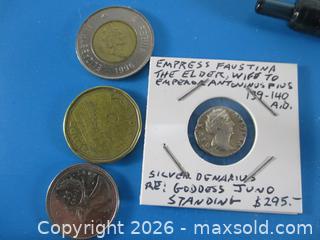 1996
EMPRESS FAUSTINA
THE ELDER, WIFE TO
EMPEROR ANTONINUS PIUS
139-140
A.D.
SILVER DENARIUS
REV: GODDESS JUNO
STANDING $295.-
Copyright © 2026 - maxsold.com